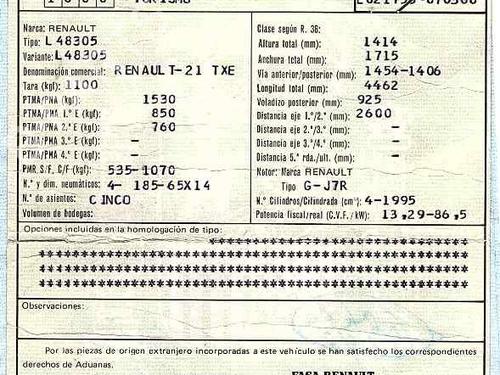 TURISMO
Marca: RENAULT
Tipo: L48305
Variante: L48305
Denominación comercial: RENAULT-21 TXE
Tara (kgf): 1100
PTMA/PNA (kgf): 1530
PTMA/PMA 1.º E (kgf): 850
PTMA/PMA 2.º E (kgf): 760
PTMA/PMA 3.º E (kgf): -
PTMA/PMA 4.º E (kgf): -
PMR S/F, C/F (kgf): 535-1070
N.º y dim. neumáticos: 4- 185-65X14
N.º de asientos: CINCO
Volumen de bodegas:
Clase según R. 36:
Altura total (mm): 1414
Anchura total (mm): 1715
Vía anterior/posterior (mm): 1454-1406
Longitud total (mm): 4462
Voladizo posterior (mm): 925
Distancia eje 1.º/2.º (mm): 2600
Distancia eje 2.º/3.º (mm): -
Distancia eje 3.º/4.º (mm): -
Distancia 5.ª rda./ult. (mm): -
Motor: Marca RENAULT
Tipo G-J7R
N.º Cilindros/Cilindrada (cm³): 4-1995
Potencia fiscal/real (C.V.F. / kW): 13,29-86,5
Opciones incluidas en la homologación de tipo:
Observaciones:
Por las piezas de origen extranjero incorporadas a este vehículo se han satisfecho los correspondientes
derechos de Aduanas.
FASA RENAULT